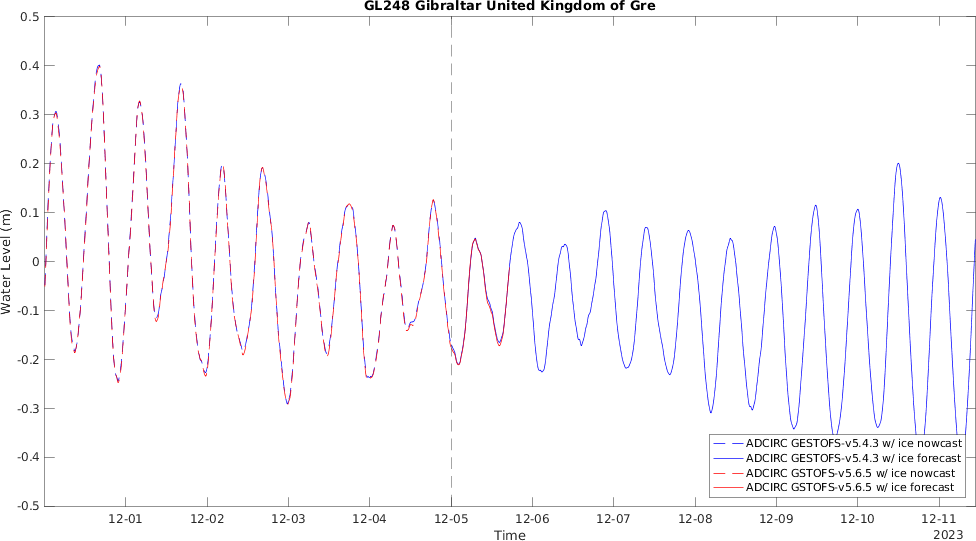 GL248 Gibraltar United Kingdom of Gre
0.5
0.4
0.3
0.2
0.1
0
-0.1
-0.2
-0.3
-0.4
-0.5
Water Level (m)
12-01 12-02 12-03 12-04 12-05 12-06 12-07 12-08 12-09 12-10 12-11
Time
2023
ADCIRC GESTOFS-v5.4.3 w/ ice nowcast
ADCIRC GESTOFS-v5.4.3 w/ ice forecast
ADCIRC GSTOFS-v5.6.5 w/ ice nowcast
ADCIRC GSTOFS-v5.6.5 w/ ice forecast